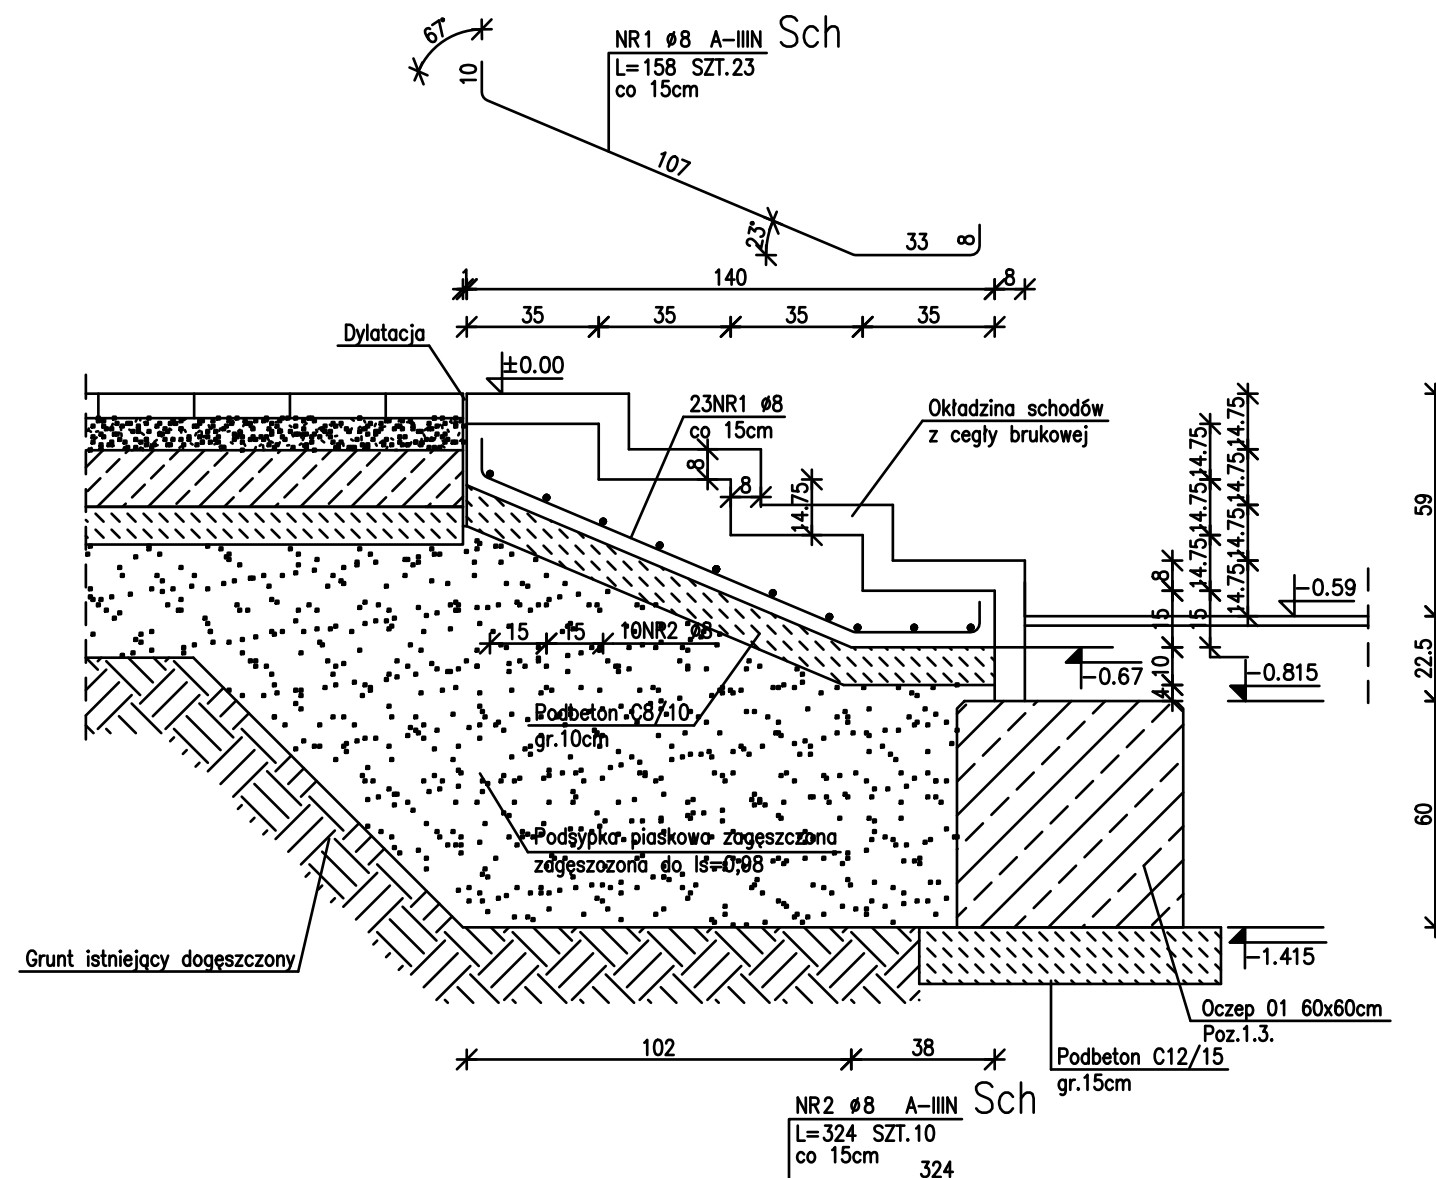 67°
10
NR1 ø8 A-IIIN Sch
L=158 SZT.23
co 15cm
107
23°
33
8
1
140
8
35
35
35
35
Dylatacja
±0.00
23NR1 ø8
co 15cm
Okładzina schodów
z cegły brukowej
8
8
14.75
14.75
14.75
14.75
14.75
14.75
14.75
14.75
14.75
59
8
15
15
-0.59
15
15
10NR2 ø8
-0.67
10
4
-0.815
22.5
Podbeton C8/10
gr.10cm
Podsypka piaskowa zagęszczona
zagęszozona do Is=0,98
60
Grunt istniejący dogęszczony
-1.415
Oczep 01 60x60cm
Poz.1.3.
102
38
Podbeton C12/15
gr.15cm
NR2 ø8 A-IIIN Sch
L=324 SZT.10
co 15cm
324